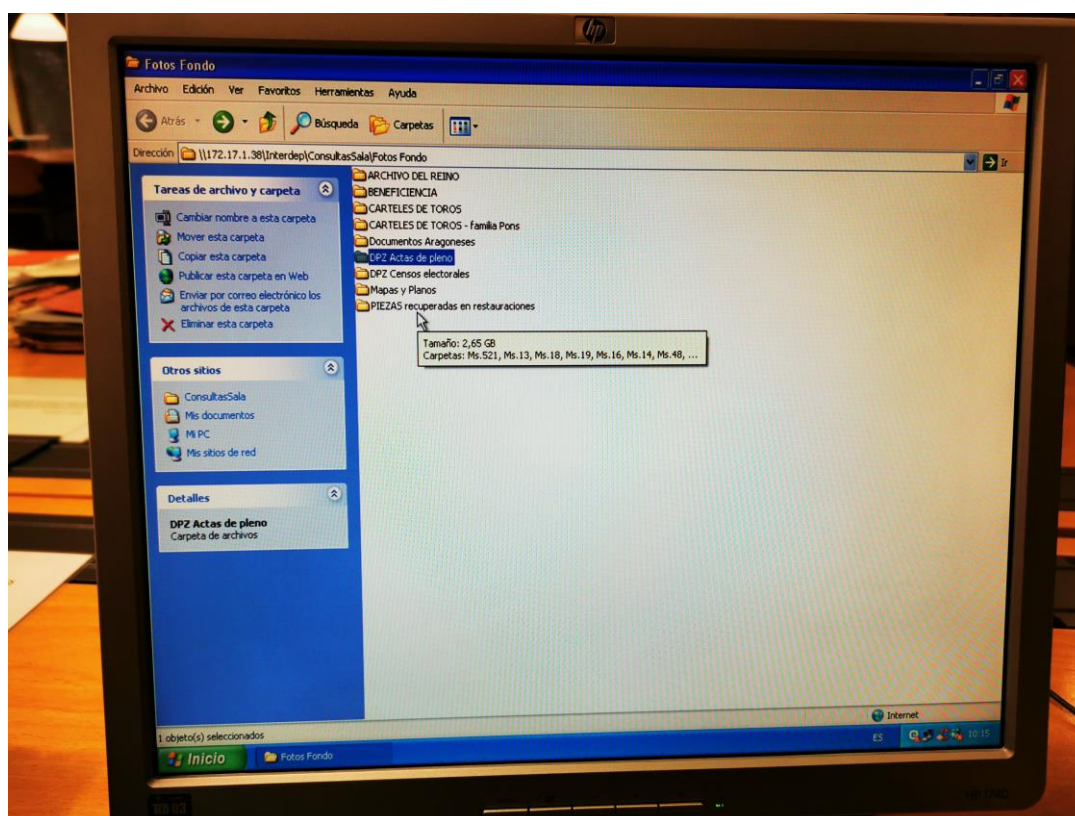 hp
Fotos Fondo
Archivo Edición Ver Favoritos Herramientas Ayuda
Atrás Búsqueda Carpetas
Dirección \\172.17.1.38\Interdep\ConsultasSala\Fotos Fondo Ir
Tareas de archivo y carpeta
Cambiar nombre a esta carpeta
Mover esta carpeta
Copiar esta carpeta
Publicar esta carpeta en Web
Enviar por correo electrónico los
archivos de esta carpeta
Eliminar esta carpeta
Otros sitios
ConsultasSala
Mis documentos
Mi PC
Mis sitios de red
Detalles
DPZ Actas de pleno
Carpeta de archivos
ARCHIVO DEL REINO
BENEFICIENCIA
CARTELES DE TOROS
CARTELES DE TOROS - familia Pons
Documentos Aragoneses
DPZ Actas de pleno
DPZ Censos electorales
Mapas y Planos
PIEZAS recuperadas en restauraciones
Tamaño: 2,65 GB
Carpetas: Ms.521, Ms.13, Ms.18, Ms.19, Ms.16, Ms.14, Ms.48, ...
1 objeto(s) seleccionados
Internet
Inicio Fotos Fondo ES 10:15
HP 1740